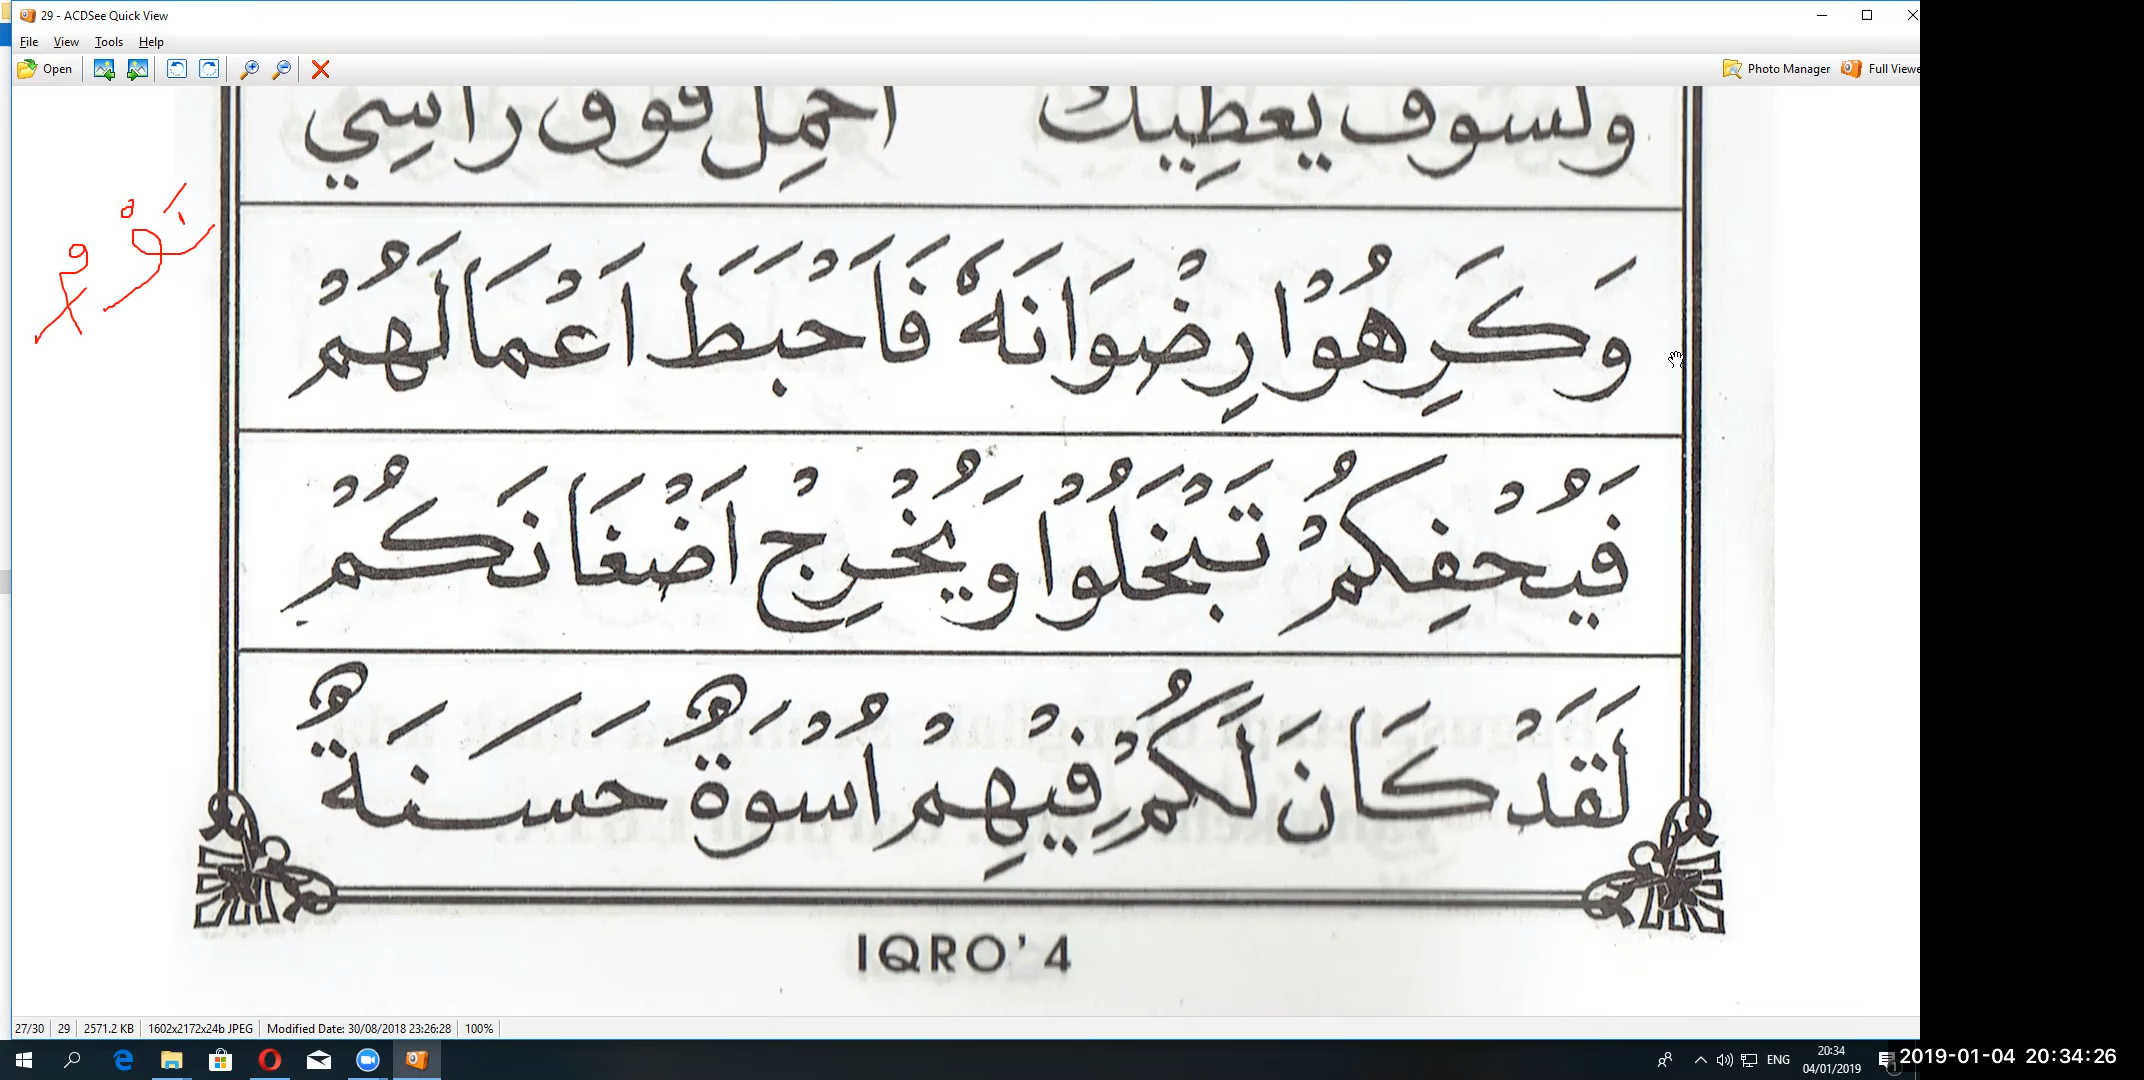 29 - ACDSee Quick View
File View Tools Help
Open Photo Manager Full Viewe
ولسوف يعطيك احمل فوق راسي
وَكَرِهُوْا رِضْوَانَهٗ فَاَحْبَطَ اَعْمَالَهُمْ
فَيُحْفِكُمْ تَبْخَلُوْا وَيُخْرِجْ اَضْغَانَكُمْ
لَقَدْ كَانَ لَكُمْ فِيْهِمْ اُسْوَةٌ حَسَنَةٌ
IQRO' 4
27/30 29 2571.2 KB 1602x2172x24b JPEG Modified Date: 30/08/2018 23:26:28 100%
ENG 20:34
04/01/2019
2019-01-04 20:34:26